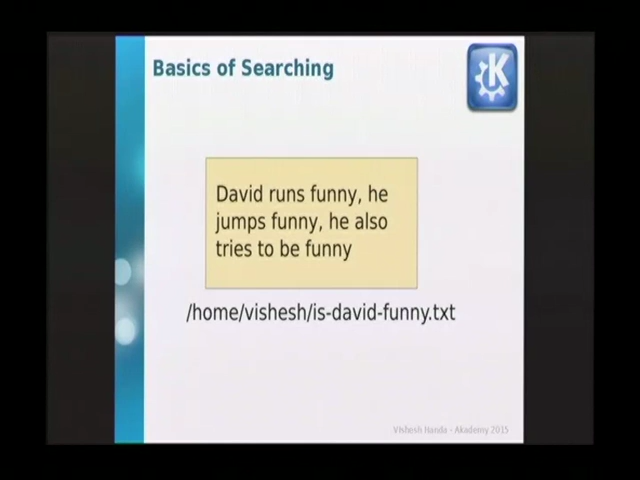 Basics of Searching
K
David runs funny, he
jumps funny, he also
tries to be funny
/home/vishesh/is-david-funny.txt
Vishesh Handa - Akademy 2015